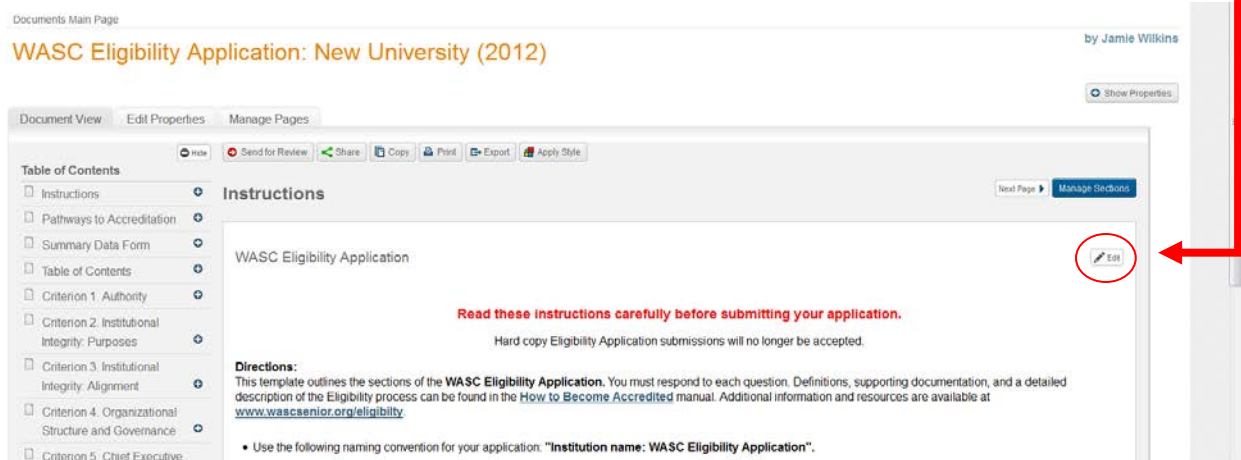 Documents Main Page
by Jamie Wilkins
WASC Eligibility Application: New University (2012)
Show Properties
Document View Edit Properties Manage Pages
Hide Send for Review Share Copy Print Export Apply Style
Table of Contents
Instructions
Pathways to Accreditation
Summary Data Form
Table of Contents
Criterion 1. Authority
Criterion 2. Institutional
Integrity: Purposes
Criterion 3. Institutional
Integrity: Alignment
Criterion 4. Organizational
Structure and Governance
Criterion 5. Chief Executive
Instructions
Next Page Manage Sections
WASC Eligibility Application
Edit
Read these instructions carefully before submitting your application.
Hard copy Eligibility Application submissions will no longer be accepted.
Directions:
This template outlines the sections of the WASC Eligibility Application. You must respond to each question. Definitions, supporting documentation, and a detailed
description of the Eligibility process can be found in the How to Become Accredited manual. Additional information and resources are available at
www.wascsenior.org/eligibilty.
• Use the following naming convention for your application: "Institution name: WASC Eligibility Application".